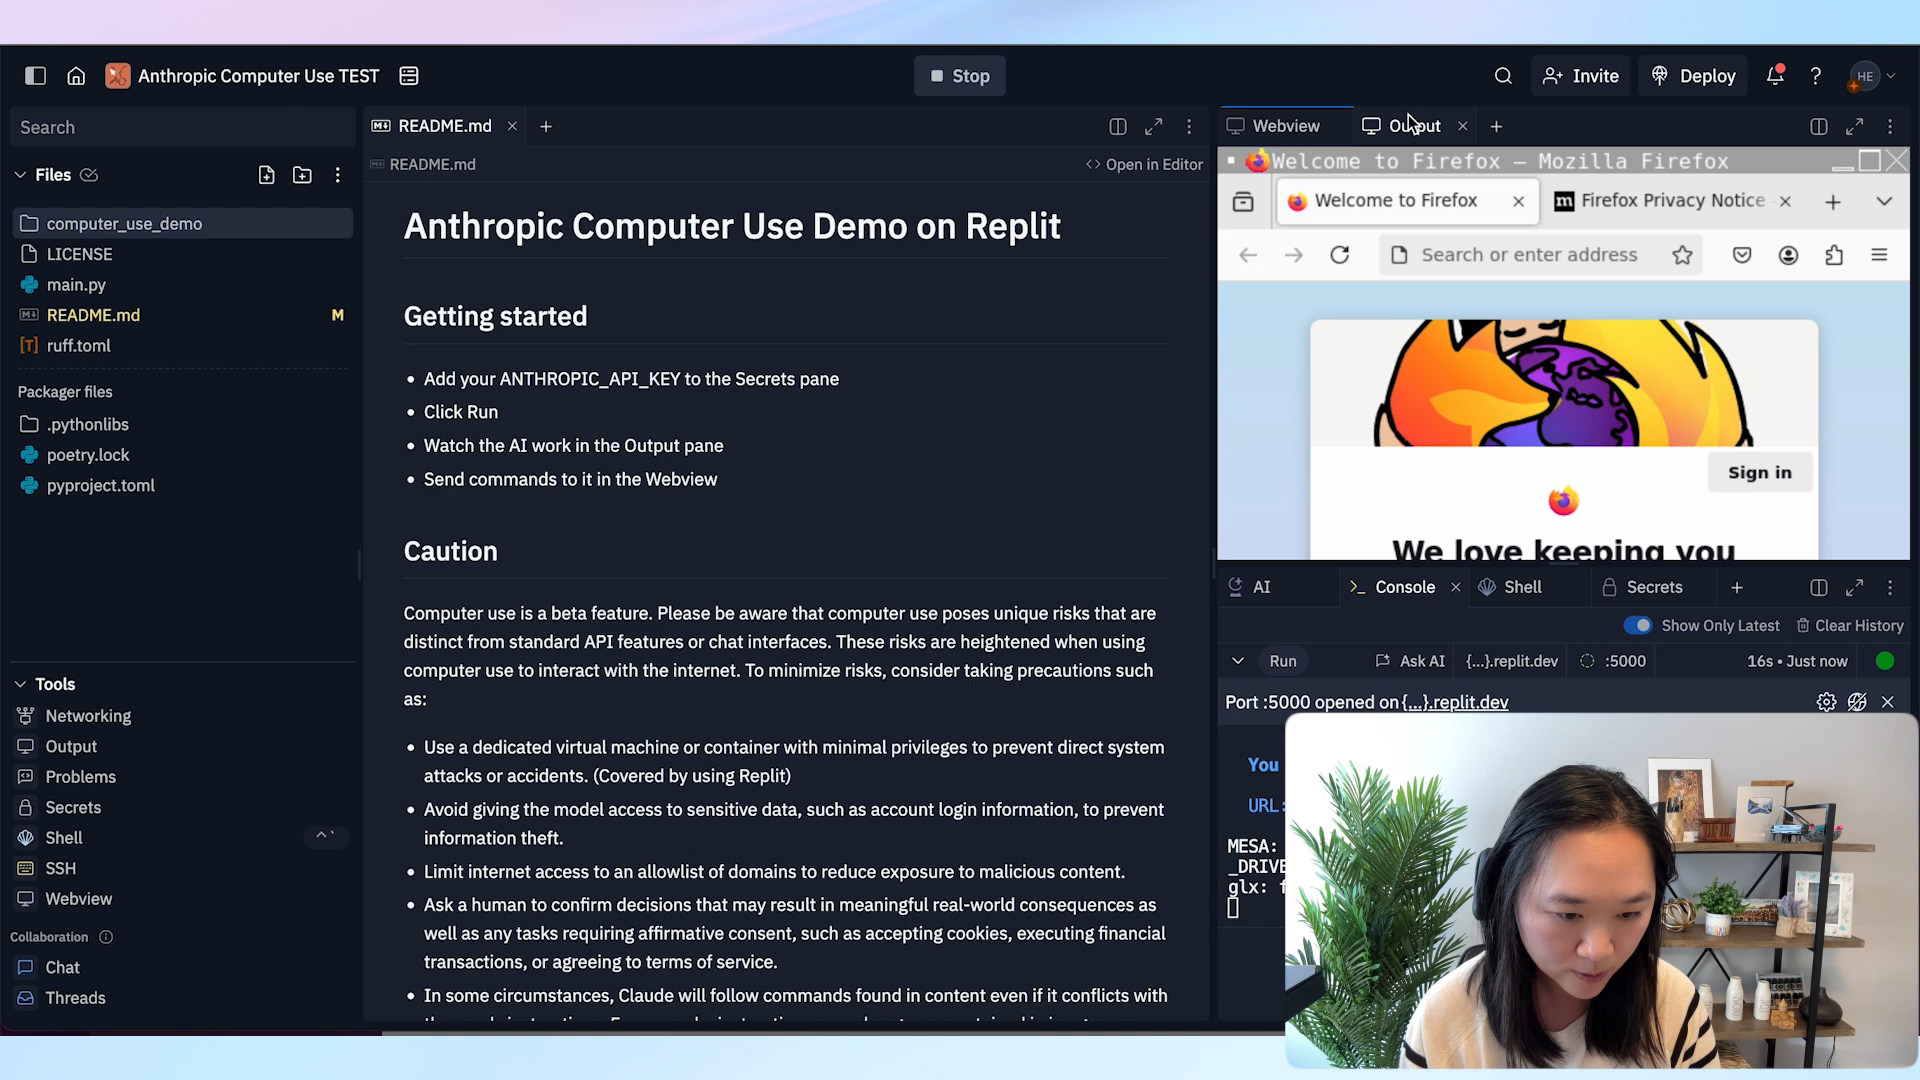 Anthropic Computer Use TEST
Stop
Invite
Deploy
HE
Search
Files
computer_use_demo
LICENSE
main.py
README.md M
ruff.toml
Packager files
.pythonlibs
poetry.lock
pyproject.toml
Tools
Networking
Output
Problems
Secrets
Shell
SSH
Webview
Collaboration
Chat
Threads
README.md
README.md
Open in Editor
Anthropic Computer Use Demo on Replit
Getting started
• Add your ANTHROPIC_API_KEY to the Secrets pane
• Click Run
• Watch the AI work in the Output pane
• Send commands to it in the Webview
Caution
Computer use is a beta feature. Please be aware that computer use poses unique risks that are
distinct from standard API features or chat interfaces. These risks are heightened when using
computer use to interact with the internet. To minimize risks, consider taking precautions such
as:
• Use a dedicated virtual machine or container with minimal privileges to prevent direct system
attacks or accidents. (Covered by using Replit)
• Avoid giving the model access to sensitive data, such as account login information, to prevent
information theft.
• Limit internet access to an allowlist of domains to reduce exposure to malicious content.
• Ask a human to confirm decisions that may result in meaningful real-world consequences as
well as any tasks requiring affirmative consent, such as accepting cookies, executing financial
transactions, or agreeing to terms of service.
• In some circumstances, Claude will follow commands found in content even if it conflicts with
Webview
Output
Welcome to Firefox — Mozilla Firefox
Welcome to Firefox
Firefox Privacy Notice
Search or enter address
Sign in
We love keeping you
AI
Console
Shell
Secrets
Show Only Latest
Clear History
Run
Ask AI
{...}.replit.dev
:5000
16s • Just now
Port :5000 opened on {...}.replit.dev
You
URL:
MESA:
_DRIVE
glx: f